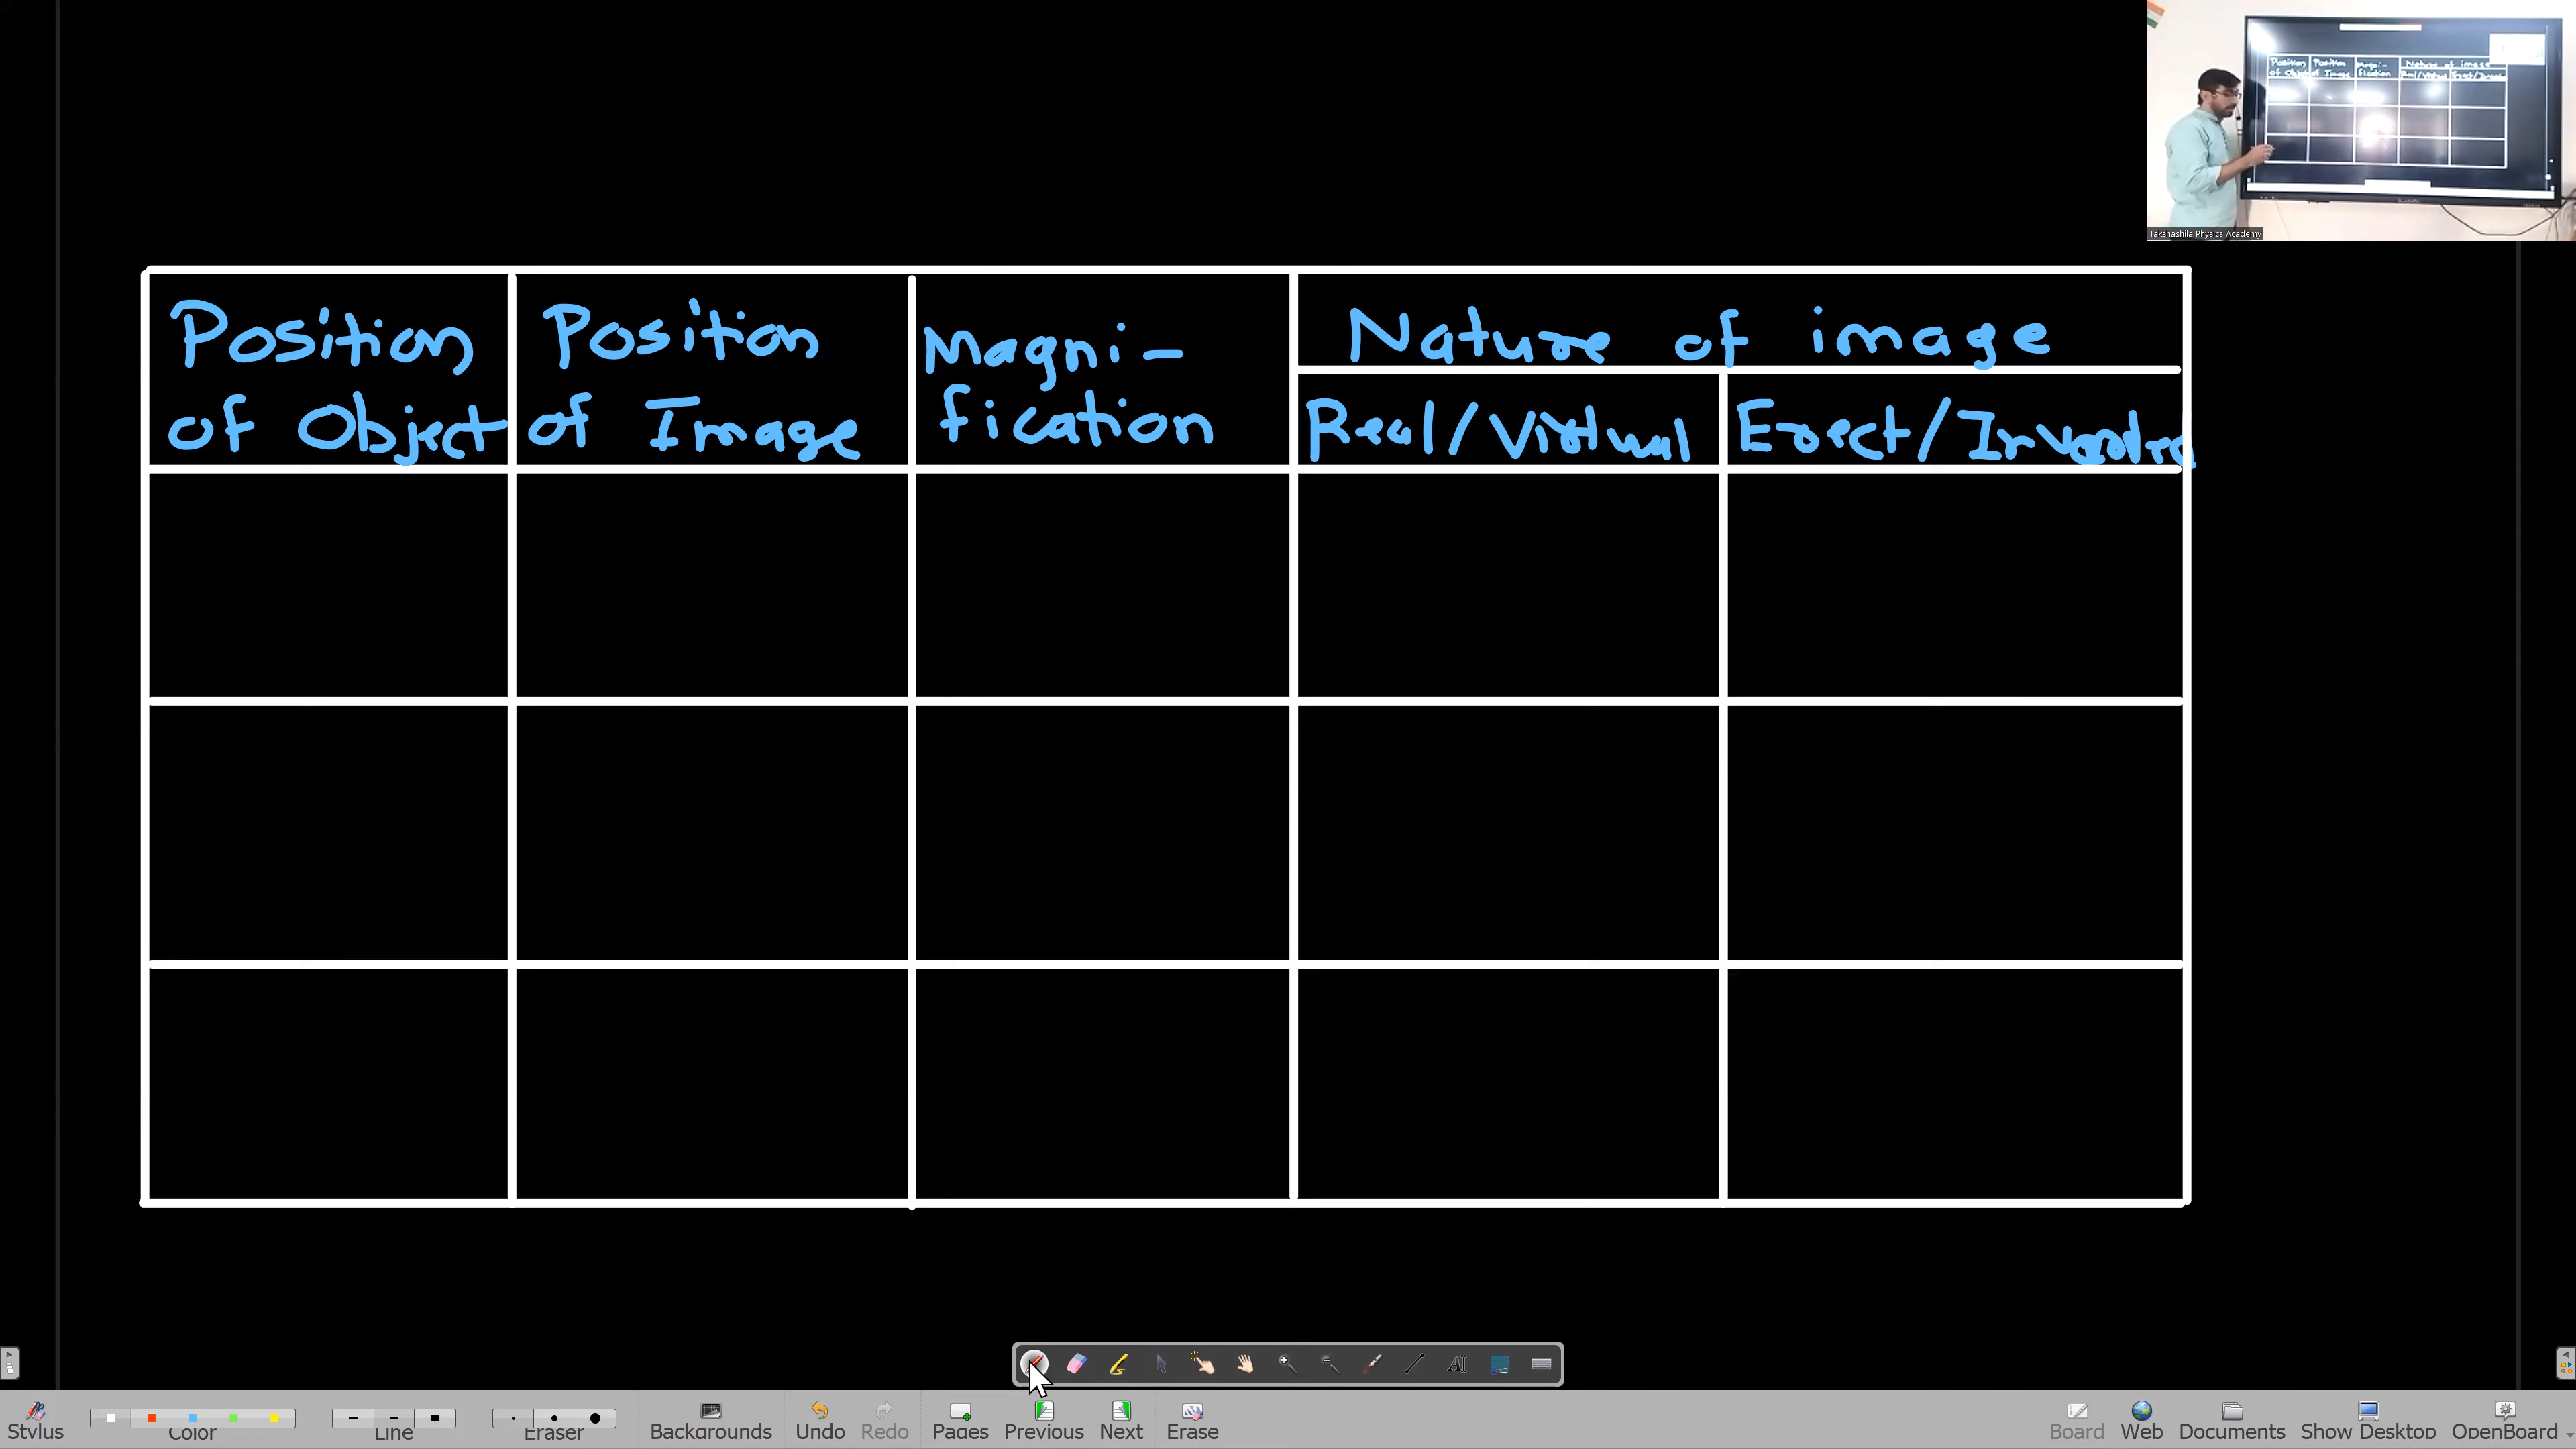 Takshashila Physics Academy
Position of Object
Position of Image
Magni-
fication
Nature of image
Real/Virtual
Erect/Inverted
Stylus
Color
Line
Eraser
Backgrounds
Undo
Redo
Pages
Previous
Next
Erase
Board
Web
Documents
Show Desktop
OpenBoard